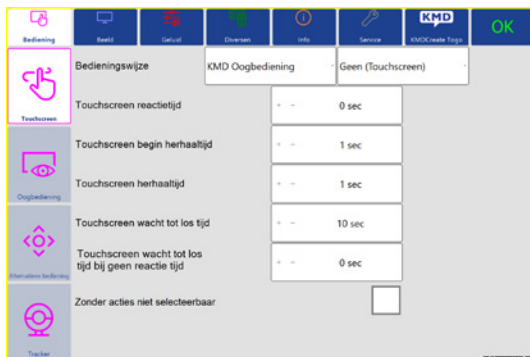 Bediening
Beeld
Geluid
Diversen
Info
Service
KMD
KMDCreate Togo
OK
Touchscreen
Oogbediening
Alternatieve bediening
Tracker
Bedieningswijze
KMD Oogbediening
Geen (Touchscreen)
Touchscreen reactietijd
+ - 0 sec
Touchscreen begin herhaaltijd
+ - 1 sec
Touchscreen herhaaltijd
+ - 1 sec
Touchscreen wacht tot los tijd
+ - 10 sec
Touchscreen wacht tot los
tijd bij geen reactie tijd
+ - 0 sec
Zonder acties niet selecteerbaar